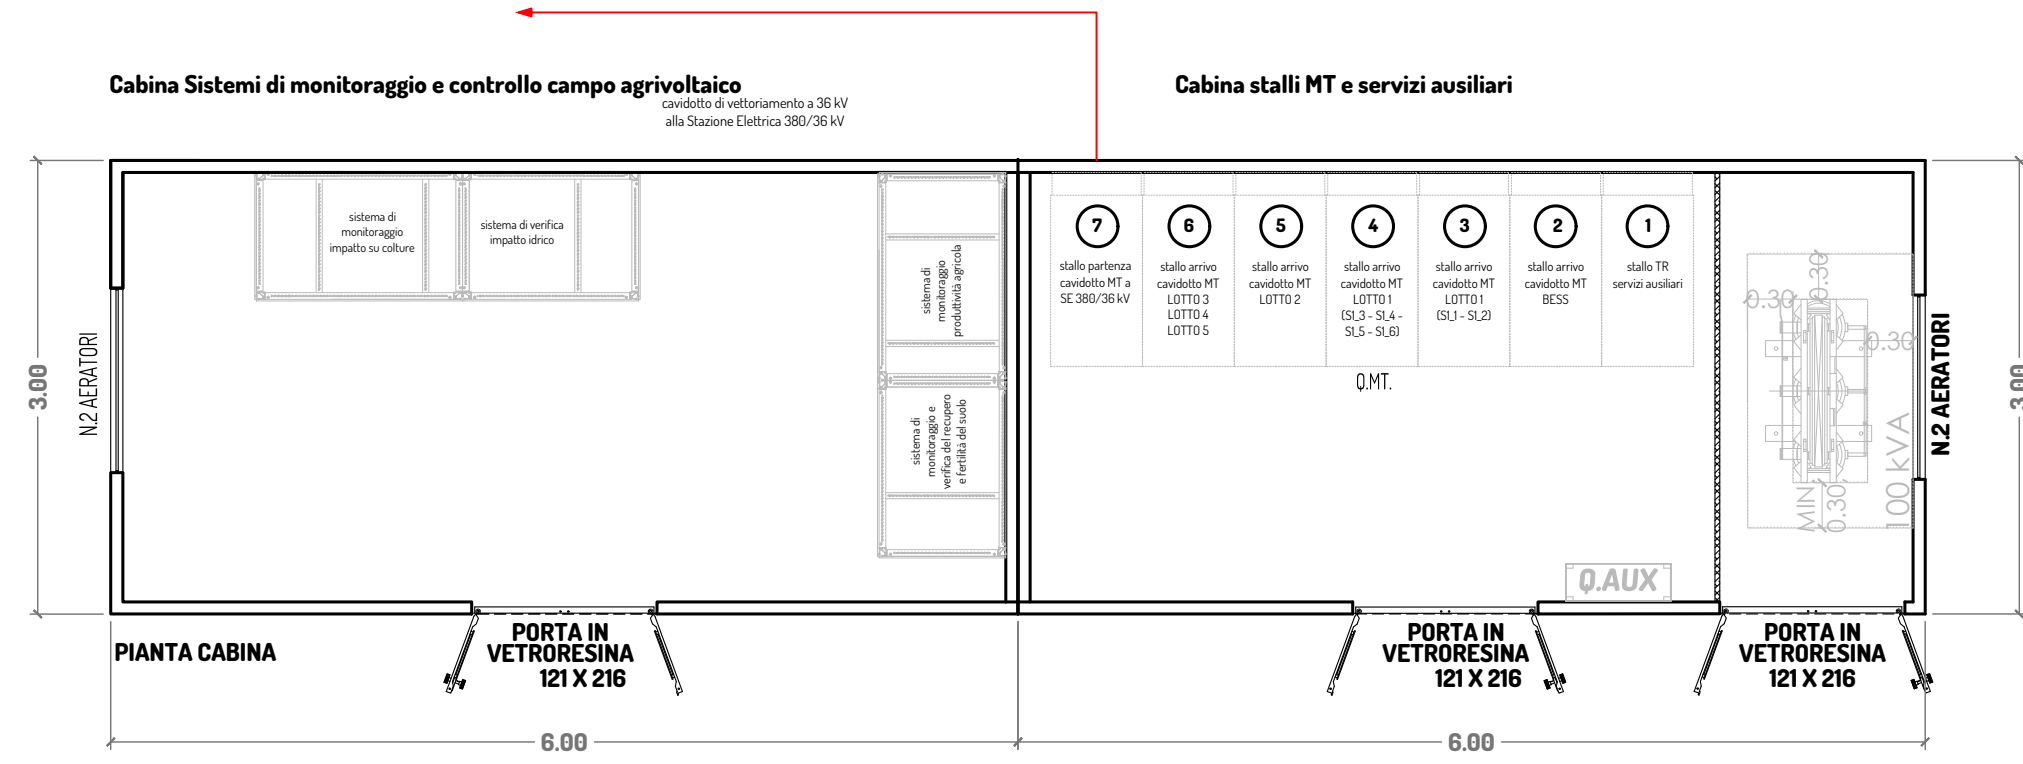 Cabina Sistemi di monitoraggio e controllo campo agrivoltaico
cavidotto di vettoriamento a 36 kV
alla Stazione Elettrica 380/36 kV
Cabina stalli MT e servizi ausiliari
3.00
N.2 AERATORI
sistema di
monitoraggio
impatto su colture
sistema di verifica
impatto idrico
sistema di
monitoraggio
produttività agricola
sistema di
monitoraggio e
verifica del recupero
e fertilità del suolo
7
stallo partenza
cavidotto MT a
SE 380/36 kV
6
stallo arrivo
cavidotto MT
LOTTO 3
LOTTO 4
LOTTO 5
5
stallo arrivo
cavidotto MT
LOTTO 2
4
stallo arrivo
cavidotto MT
LOTTO 1
(S1_3 - S1_4 -
S1_5 - S1_6)
3
stallo arrivo
cavidotto MT
LOTTO 1
(S1_1 - S1_2)
2
stallo arrivo
cavidotto MT
BESS
1
stallo TR
servizi ausiliari
Q.MT.
0.30
0.30
0.30
MIN
0.30
100 kVA
N.2 AERATORI
3.00
Q.AUX
PIANTA CABINA
PORTA IN
VETRORESINA
121 X 216
PORTA IN
VETRORESINA
121 X 216
PORTA IN
VETRORESINA
121 X 216
6.00
6.00